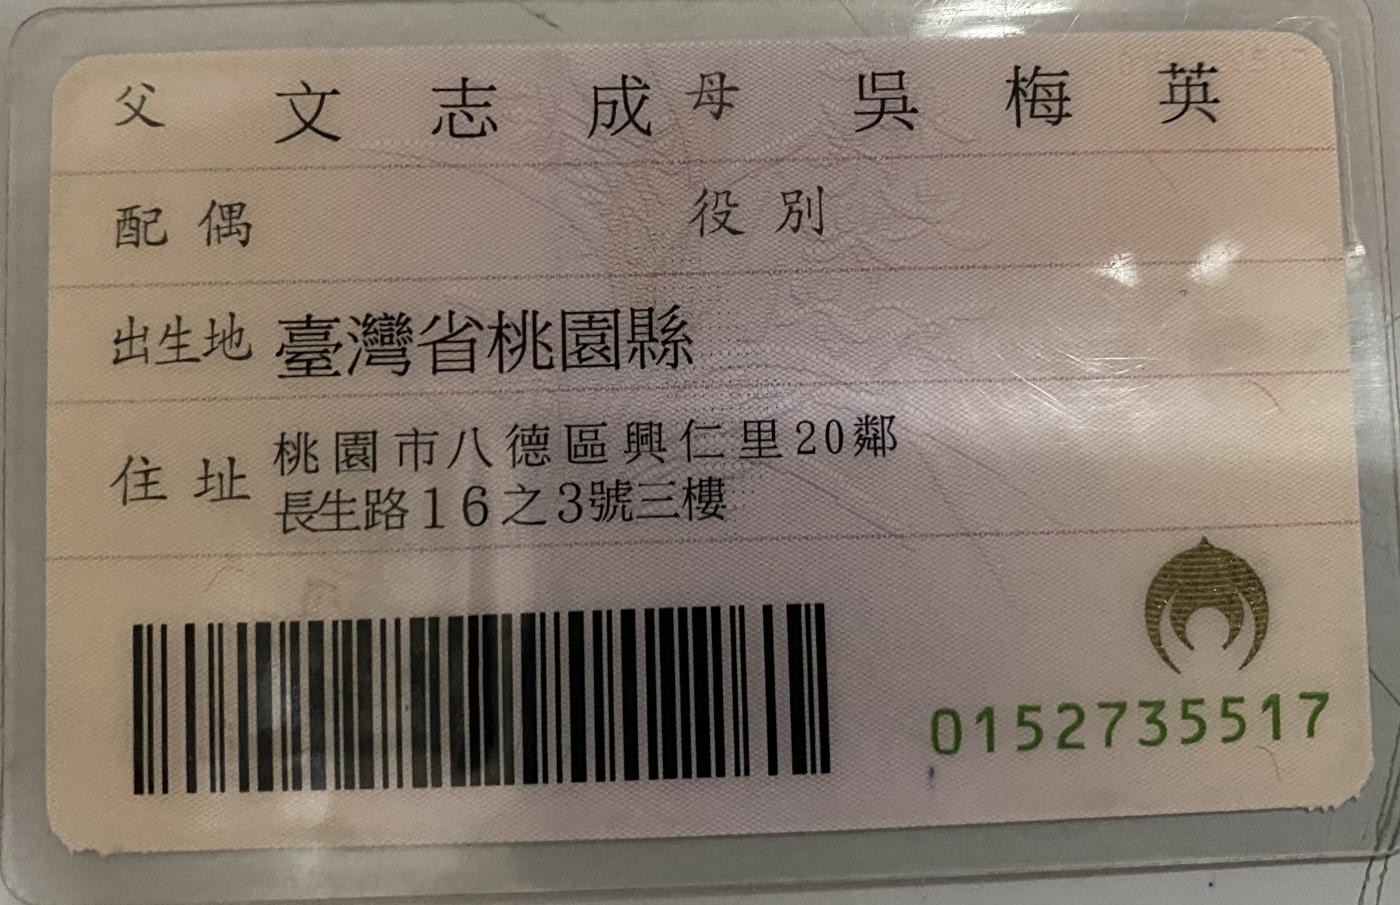 父 文志成 母 吳梅英
配偶 役別
出生地 臺灣省桃園縣
住址 桃園市八德區興仁里20鄰
長生路16之3號三樓
0152735517